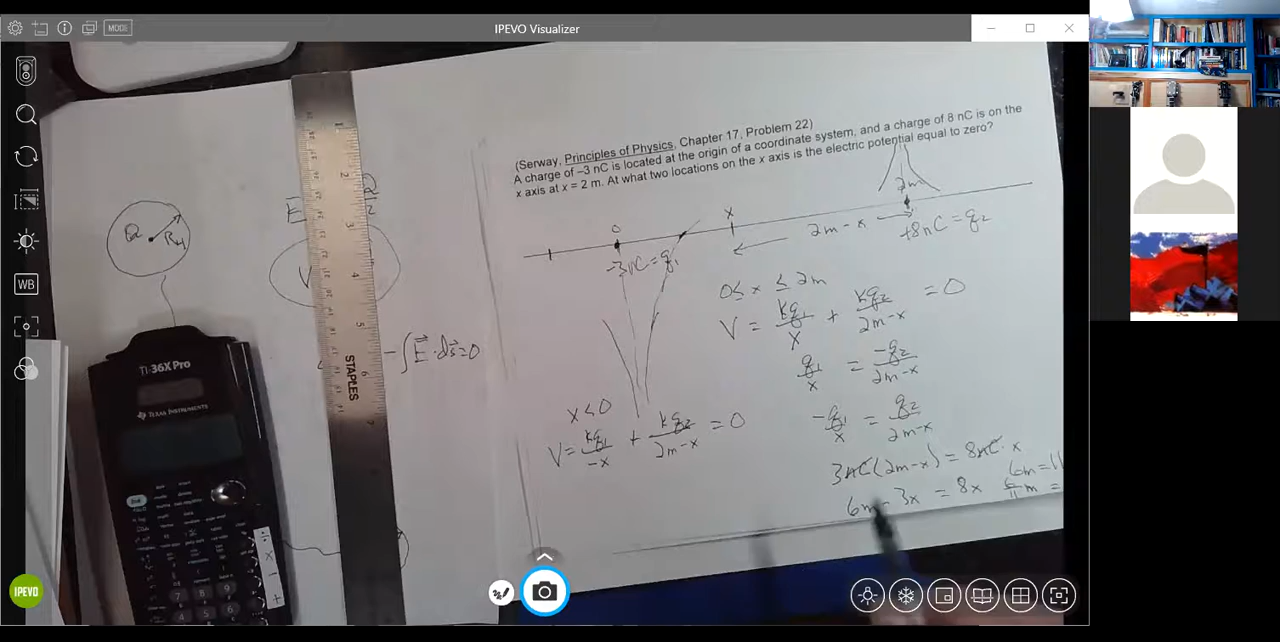 IPEVO Visualizer
MODE
WB
IPEVO
(Serway, Principles of Physics, Chapter 17, Problem 22)
A charge of –3 nC is located at the origin of a coordinate system, and a charge of 8 nC is on the
x axis at x = 2 m. At what two locations on the x axis is the electric potential equal to zero?
2m
0
x
2m-x
-3nC = q₁
+8nC = q₂
0 ≤ x ≤ 2m
V = kq₁/x + kq₂/2m-x = 0
q₁/x = -q₂/2m-x
-q₁/x = q₂/2m-x
3nC(2m-x) = 8nC·x
6m - 3x = 8x
6m = 11
6/11 m =
x < 0
V = kq₁/-x + kq₂/2m-x = 0
Q
E
V
-∫E⃗·ds⃗=0
STAPLES
TI-36X Pro
TEXAS INSTRUMENTS